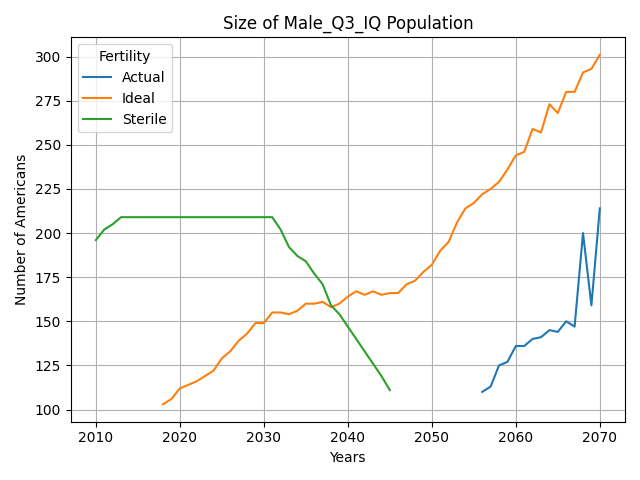 Size of Male_Q3_IQ Population
Fertility
Actual
Ideal
Sterile
Number of Americans
300
275
250
225
200
175
150
125
100
2010 2020 2030 2040 2050 2060 2070
Years